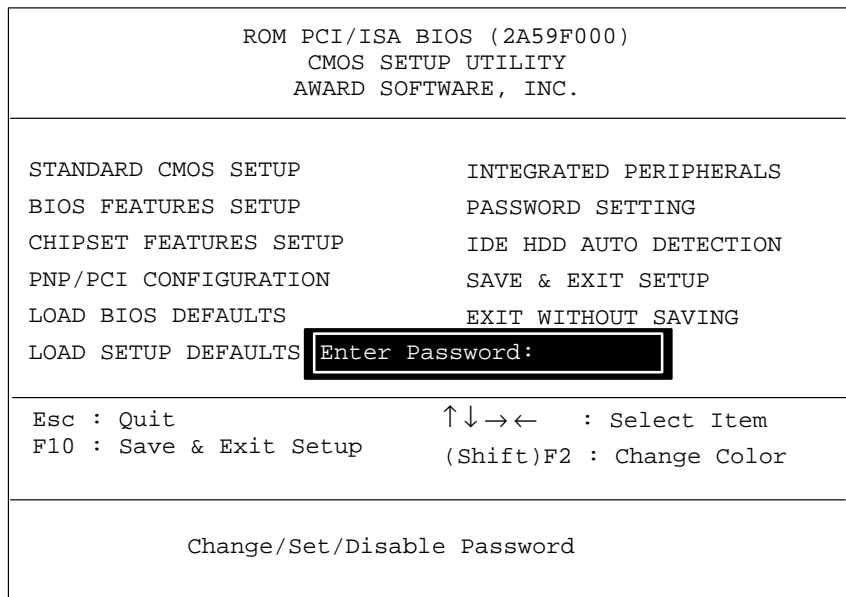 ROM PCI/ISA BIOS (2A59F000)
CMOS SETUP UTILITY
AWARD SOFTWARE, INC.
STANDARD CMOS SETUP
BIOS FEATURES SETUP
CHIPSET FEATURES SETUP
PNP/PCI CONFIGURATION
LOAD BIOS DEFAULTS
LOAD SETUP DEFAULTS
INTEGRATED PERIPHERALS
PASSWORD SETTING
IDE HDD AUTO DETECTION
SAVE & EXIT SETUP
EXIT WITHOUT SAVING
Enter Password:
Esc : Quit
F10 : Save & Exit Setup
↑↓→← : Select Item
(Shift)F2 : Change Color
Change/Set/Disable Password